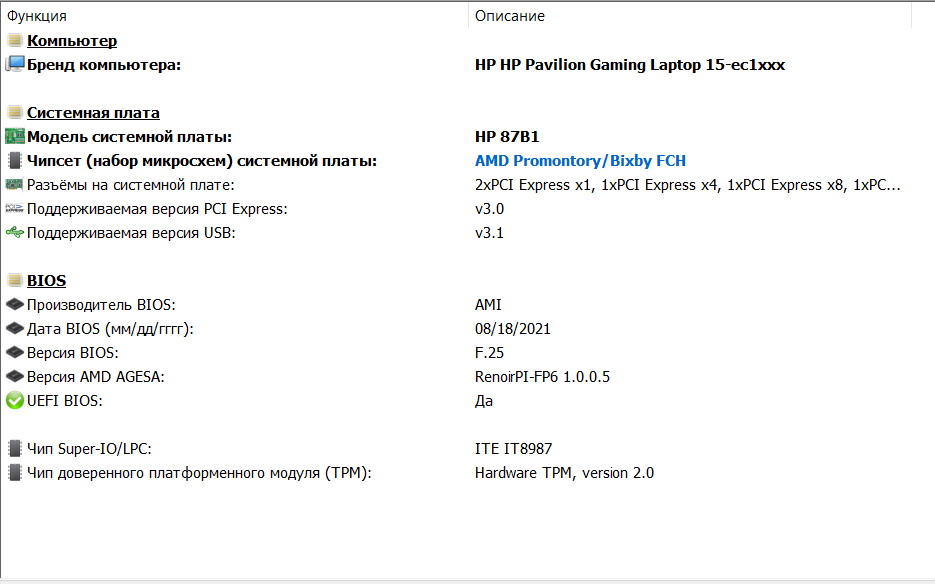 Функция Описание
Компьютер
Бренд компьютера: HP HP Pavilion Gaming Laptop 15-ec1xxx
Системная плата
Модель системной платы: HP 87B1
Чипсет (набор микросхем) системной платы: AMD Promontory/Bixby FCH
Разъёмы на системной плате: 2xPCI Express x1, 1xPCI Express x4, 1xPCI Express x8, 1xPC...
Поддерживаемая версия PCI Express: v3.0
Поддерживаемая версия USB: v3.1
BIOS
Производитель BIOS: AMI
Дата BIOS (мм/дд/гггг): 08/18/2021
Версия BIOS: F.25
Версия AMD AGESA: RenoirPI-FP6 1.0.0.5
UEFI BIOS: Да
Чип Super-IO/LPC: ITE IT8987
Чип доверенного платформенного модуля (TPM): Hardware TPM, version 2.0